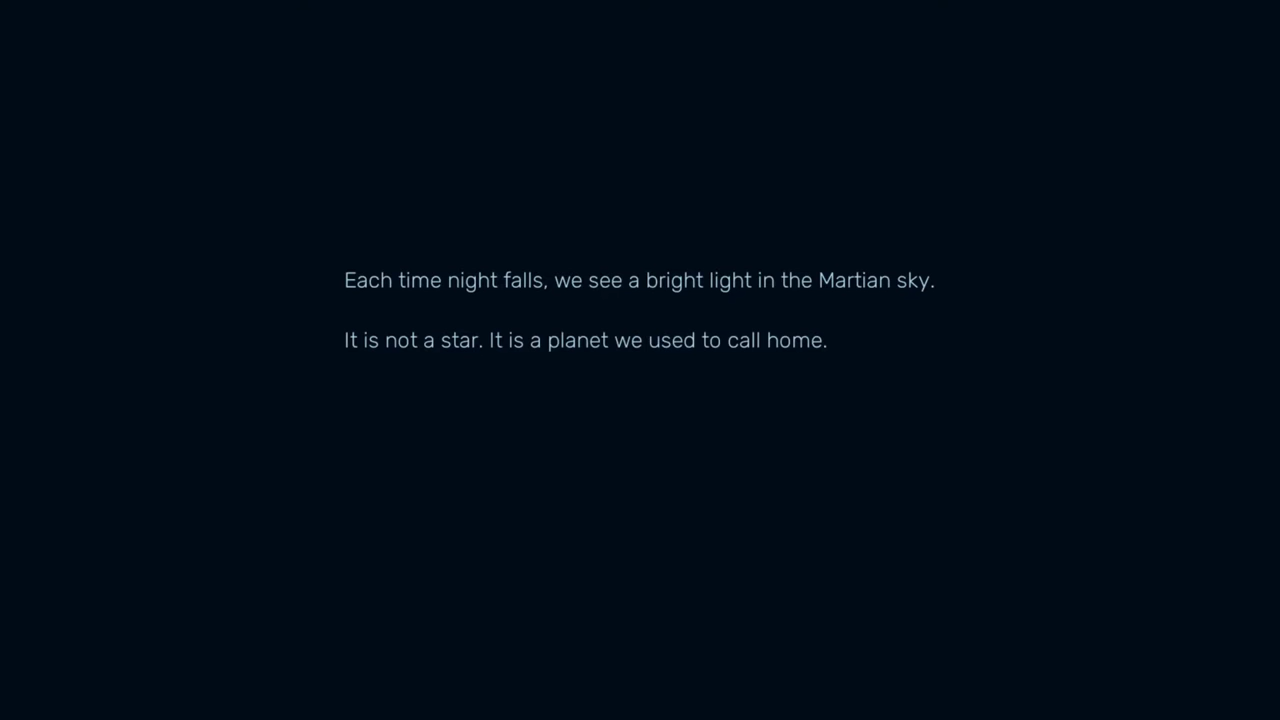 Each time night falls, we see a bright light in the Martian sky.
It is not a star. It is a planet we used to call home.